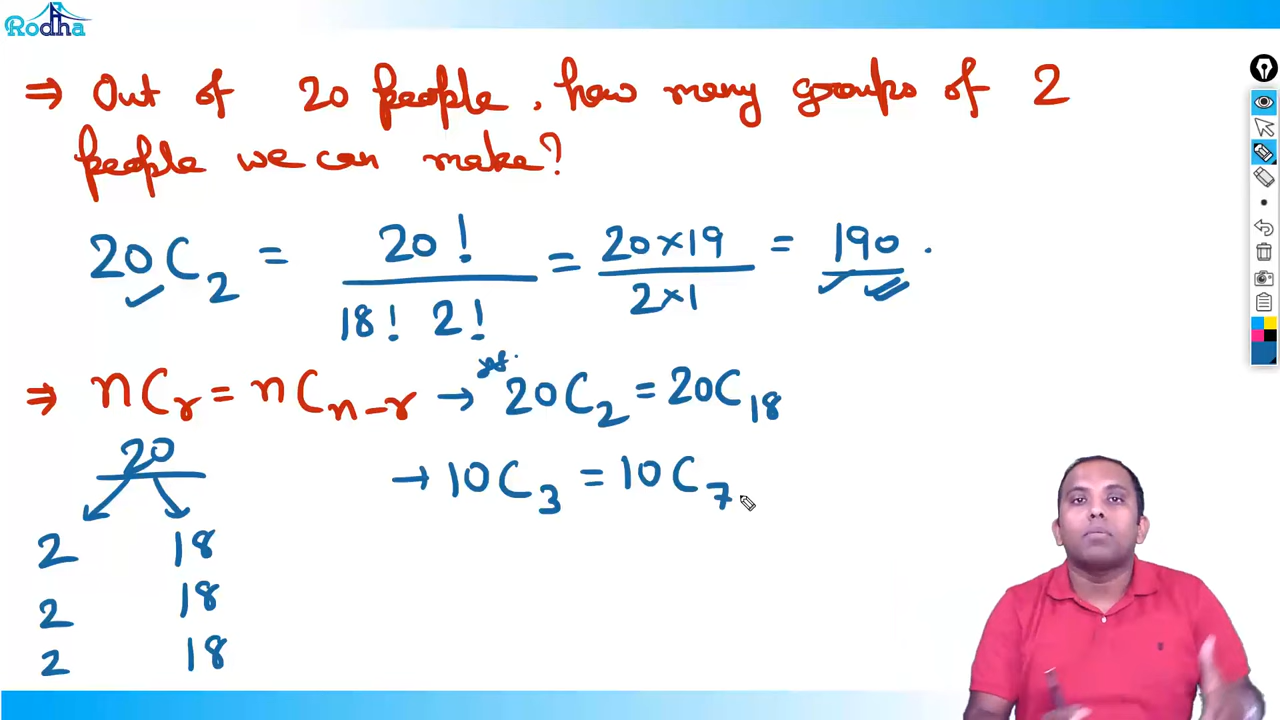 Rodha
⇒ Out of 20 people, how many groups of 2
people we can make?
20C₂ = 20! / 18! 2! = 20×19 / 2×1 = 190.
⇒ nCr = nCn-r → 20C₂ = 20C₁₈
20
→ 10C₃ = 10C₇
2 18
2 18
2 18